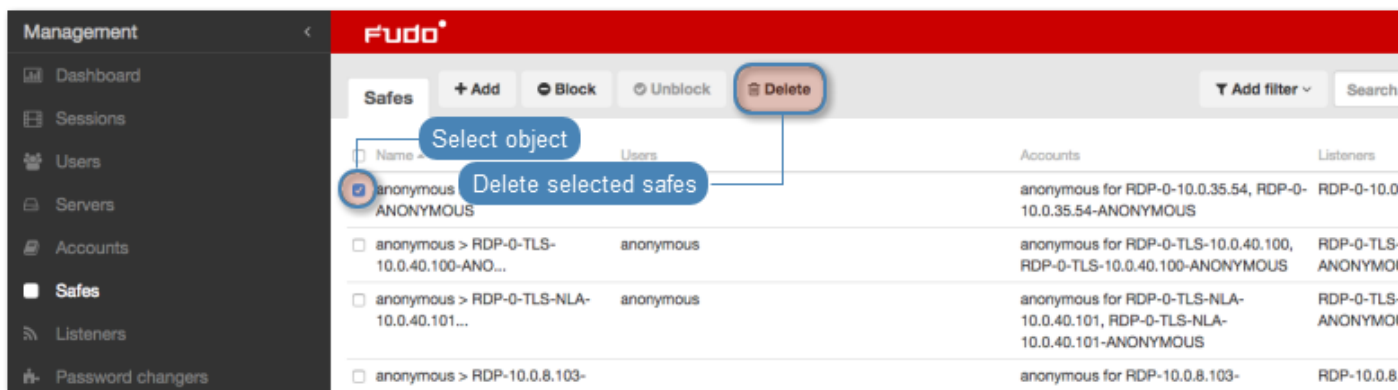 Management
FUDO
Dashboard
Safes
+ Add
Block
Unblock
Delete
Add filter
Search
Sessions
Select object
Users
Name
Users
Accounts
Listeners
Delete selected safes
anonymous
ANONYMOUS
anonymous for RDP-0-10.0.35.54, RDP-0-
10.0.35.54-ANONYMOUS
RDP-0-10.0
Servers
Accounts
anonymous > RDP-0-TLS-
10.0.40.100-ANO...
anonymous
anonymous for RDP-0-TLS-10.0.40.100,
RDP-0-TLS-10.0.40.100-ANONYMOUS
RDP-0-TLS-
Safes
anonymous > RDP-0-TLS-NLA-
10.0.40.101...
anonymous
anonymous for RDP-0-TLS-NLA-
10.0.40.101, RDP-0-TLS-NLA-
10.0.40.101-ANONYMOUS
RDP-0-TLS-
Listeners
Password changers
anonymous > RDP-10.0.8.103-
anonymous for RDP-10.0.8.103-
RDP-10.0.8